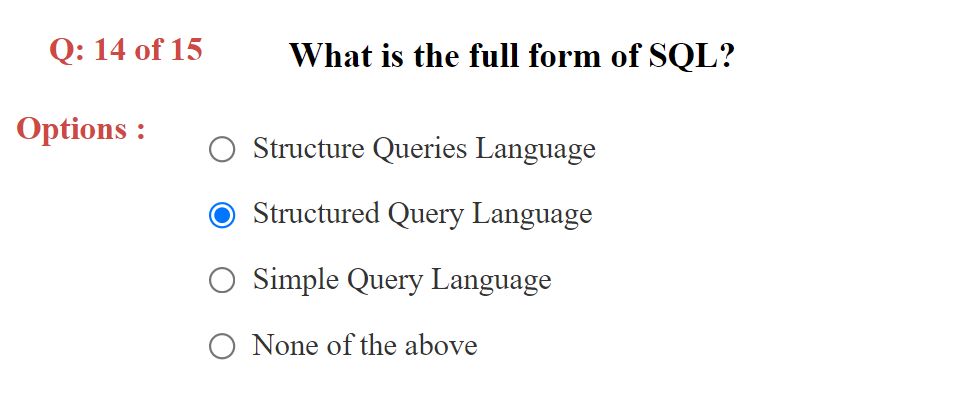 Q: 14 of 15
What is the full form of SQL?
Options :
Structure Queries Language
Structured Query Language
Simple Query Language
None of the above